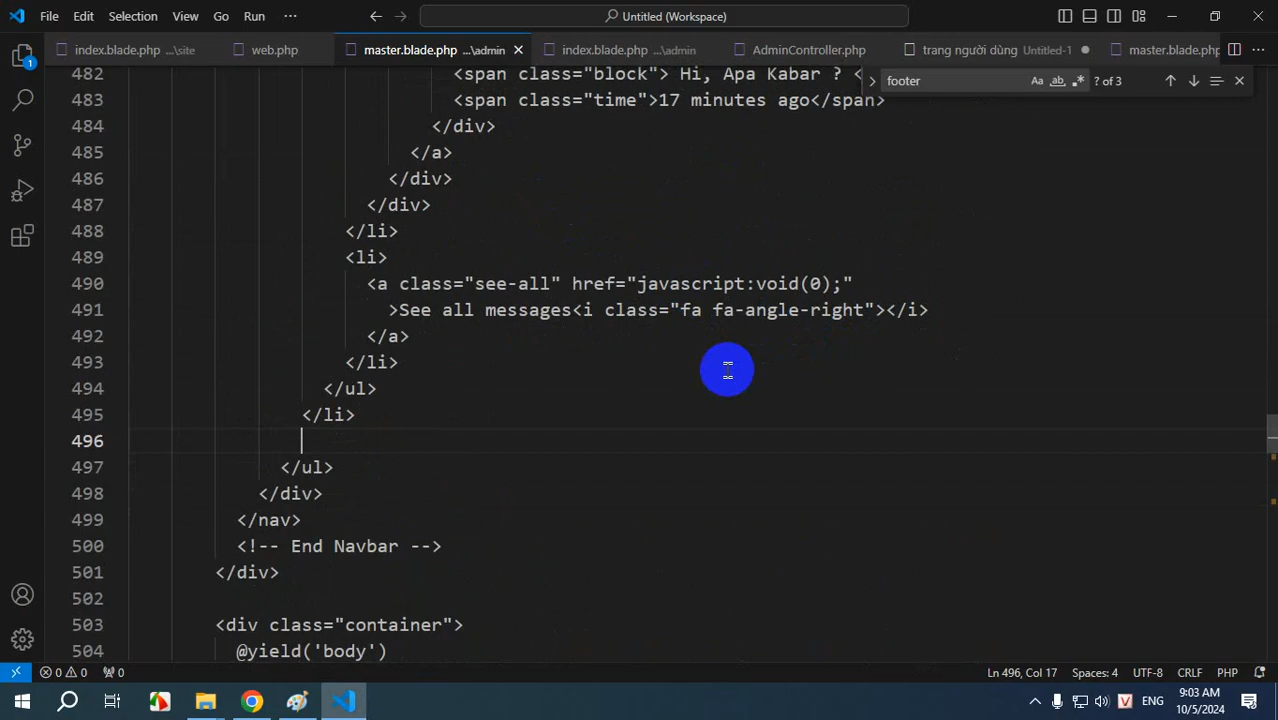 File Edit Selection View Go Run ··· Untitled (Workspace)
index.blade.php ...\site web.php master.blade.php ...\admin index.blade.php ...\admin AdminController.php trang người dùng Untitled-1 master.blade.php
footer Aa ab ? of 3
482 <span class="block"> Hi, Apa Kabar ? <
483 <span class="time">17 minutes ago</span>
484 </div>
485 </a>
486 </div>
487 </div>
488 </li>
489 <li>
490 <a class="see-all" href="javascript:void(0);"
491 >See all messages<i class="fa fa-angle-right"></i>
492 </a>
493 </li>
494 </ul>
495 </li>
496
497 </ul>
498 </div>
499 </nav>
500 <!-- End Navbar -->
501 </div>
502
503 <div class="container">
504 @yield('body')
0 0 0 Ln 496, Col 17 Spaces: 4 UTF-8 CRLF PHP
V ENG 9:03 AM
10/5/2024
1